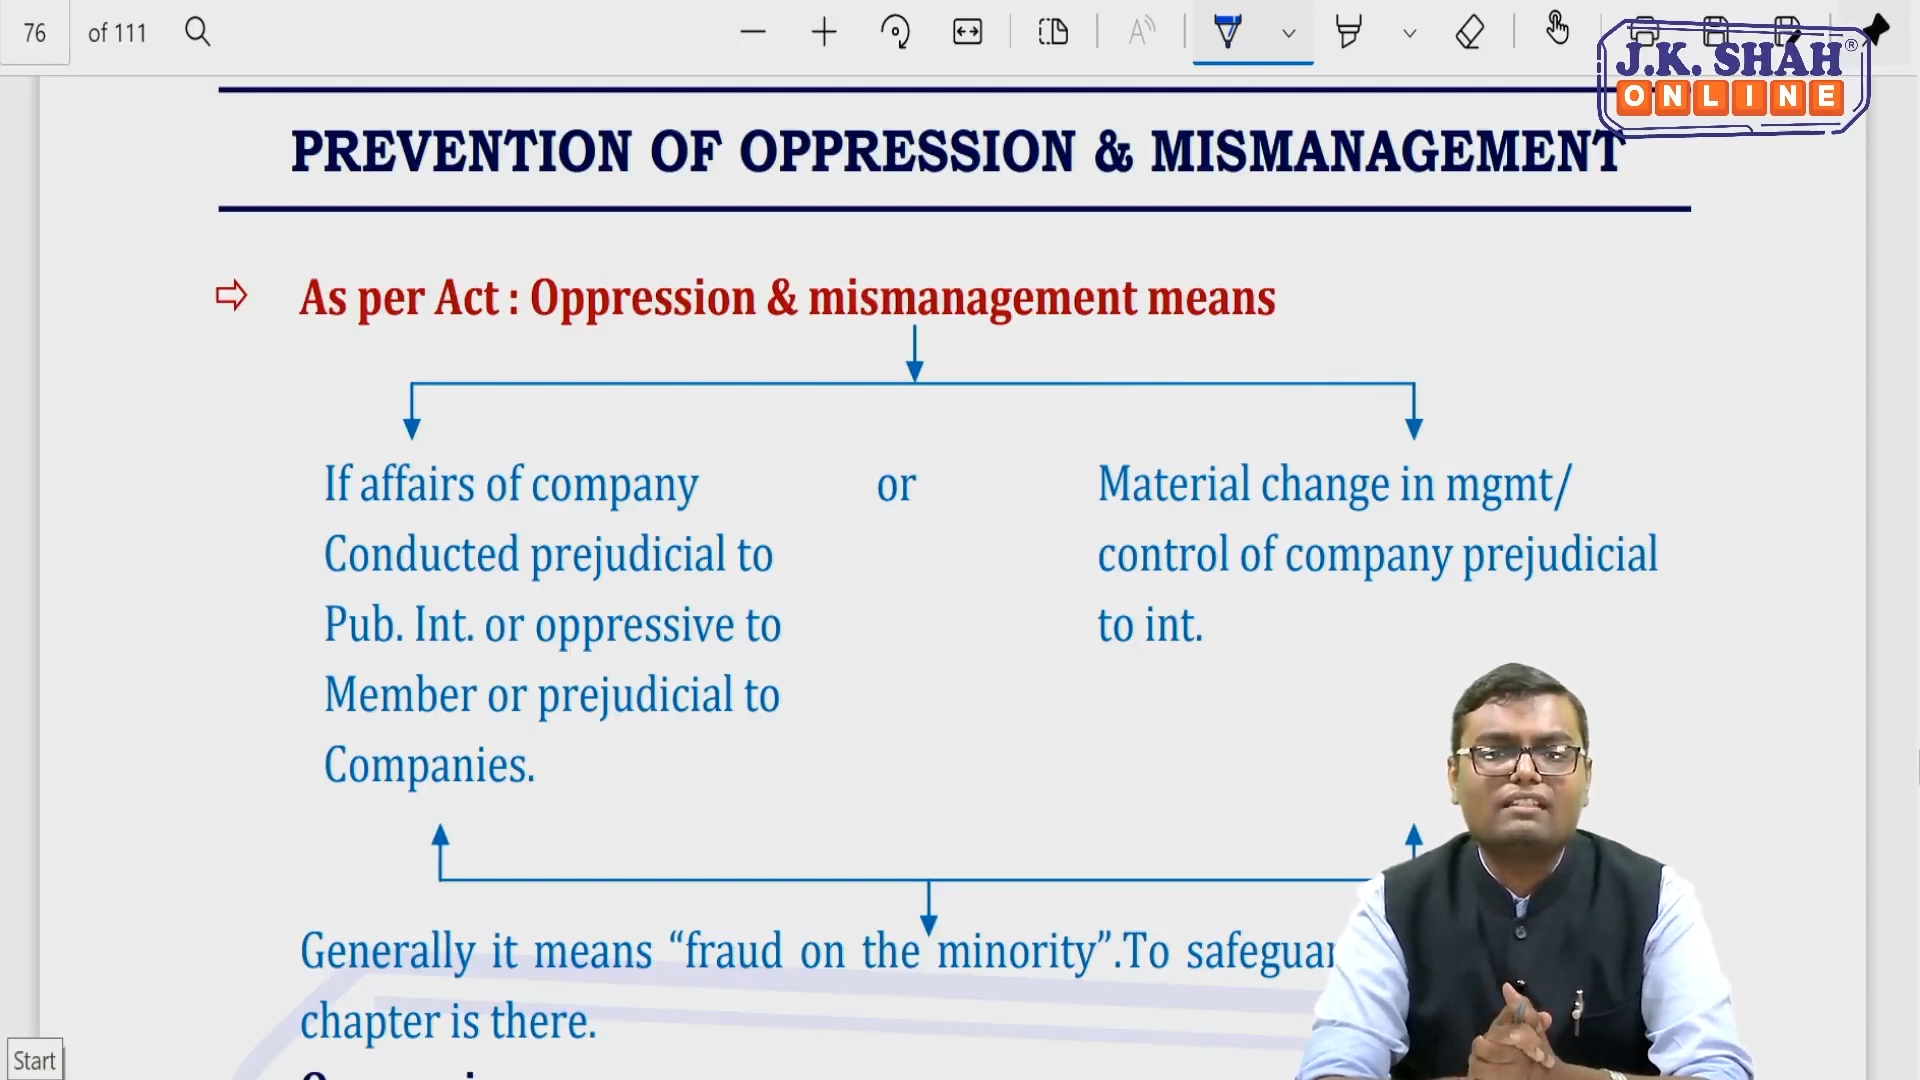 76 of 111
J.K. SHAH®
ONLINE
PREVENTION OF OPPRESSION & MISMANAGEMENT
As per Act : Oppression & mismanagement means
If affairs of company or Material change in mgmt/
Conducted prejudicial to control of company prejudicial
Pub. Int. or oppressive to to int.
Member or prejudicial to
Companies.
Generally it means “fraud on the minority”.To
chapter is there.
Start